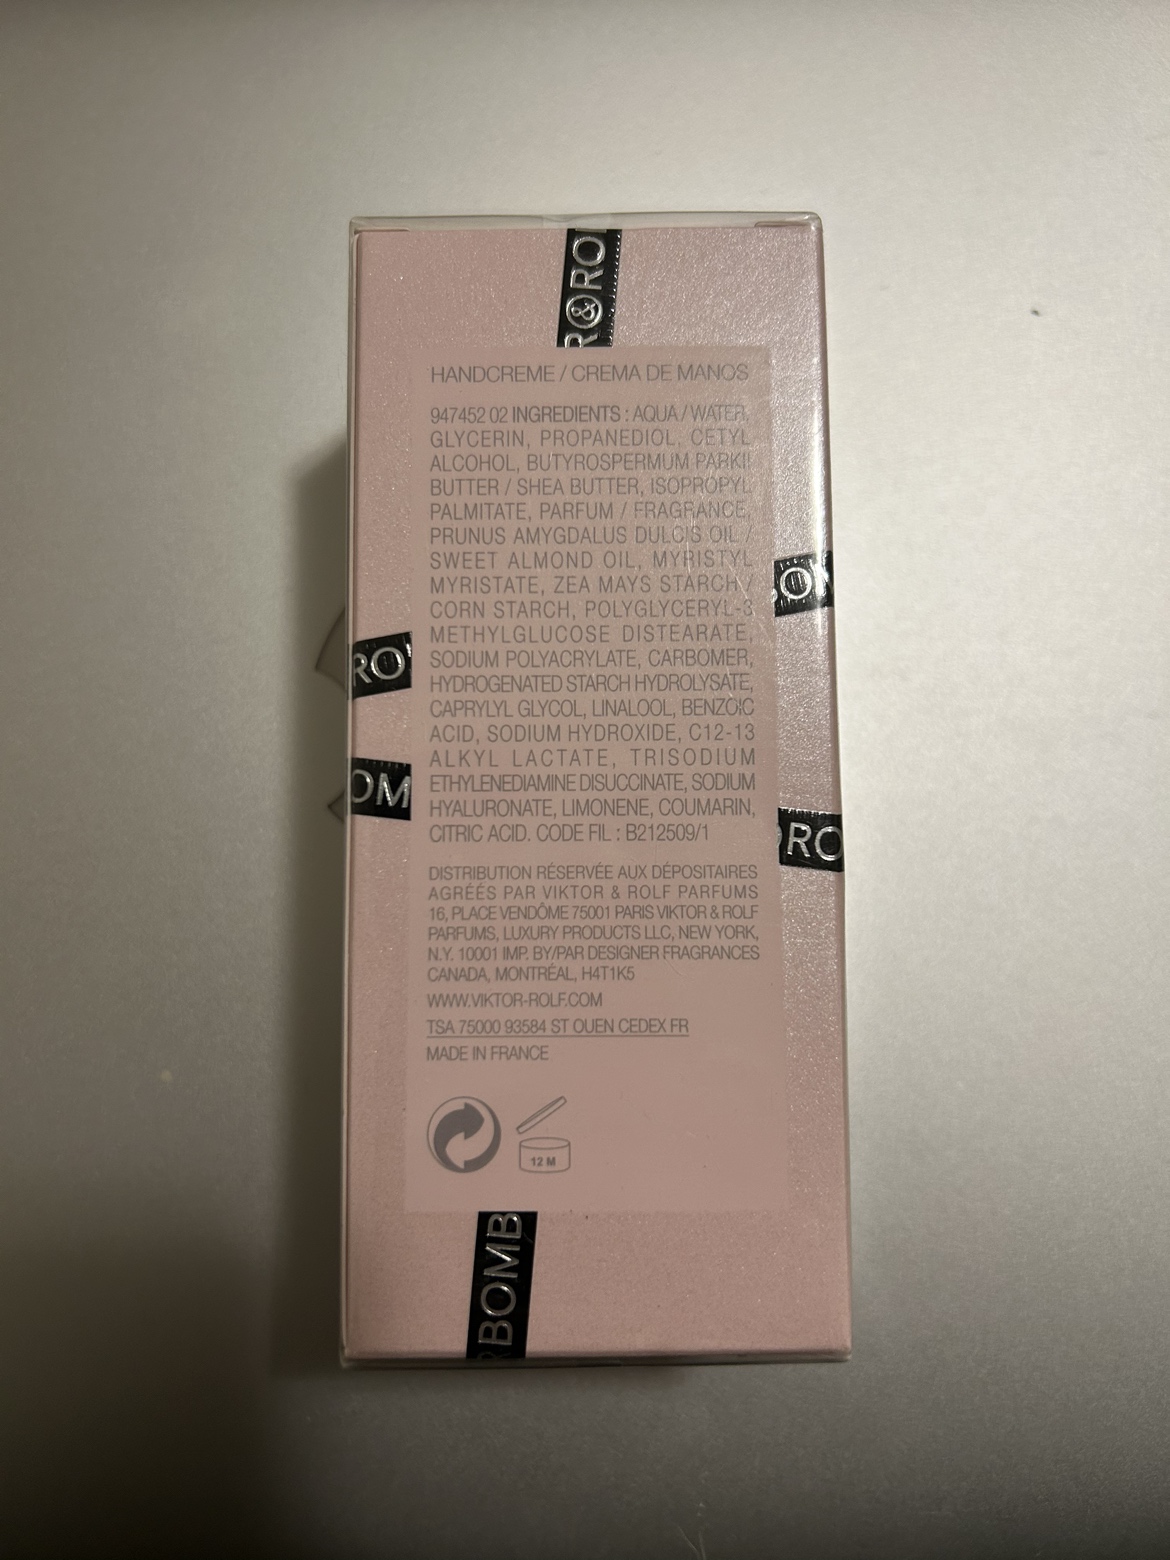 R&RO
HANDCREME / CREMA DE MANOS
947452 02 INGREDIENTS : AQUA / WATER,
GLYCERIN, PROPANEDIOL, CETYL
ALCOHOL, BUTYROSPERMUM PARKII
BUTTER / SHEA BUTTER, ISOPROPYL
PALMITATE, PARFUM / FRAGRANCE,
PRUNUS AMYGDALUS DULCIS OIL /
SWEET ALMOND OIL, MYRISTYL
MYRISTATE, ZEA MAYS STARCH /
CORN STARCH, POLYGLYCERYL-3
METHYLGLUCOSE DISTEARATE,
SODIUM POLYACRYLATE, CARBOMER,
HYDROGENATED STARCH HYDROLYSATE,
CAPRYLYL GLYCOL, LINALOOL, BENZOIC
ACID, SODIUM HYDROXIDE, C12-13
ALKYL LACTATE, TRISODIUM
ETHYLENEDIAMINE DISUCCINATE, SODIUM
HYALURONATE, LIMONENE, COUMARIN,
CITRIC ACID. CODE FIL : B212509/1
DISTRIBUTION RÉSERVÉE AUX DÉPOSITAIRES
AGRÉÉS PAR VIKTOR & ROLF PARFUMS
16, PLACE VENDÔME 75001 PARIS VIKTOR & ROLF
PARFUMS, LUXURY PRODUCTS LLC, NEW YORK,
N.Y. 10001 IMP. BY/PAR DESIGNER FRAGRANCES
CANADA, MONTRÉAL, H4T1K5
WWW.VIKTOR-ROLF.COM
TSA 75000 93584 ST OUEN CEDEX FR
MADE IN FRANCE
12 M
RO
OM
RO
BOMB